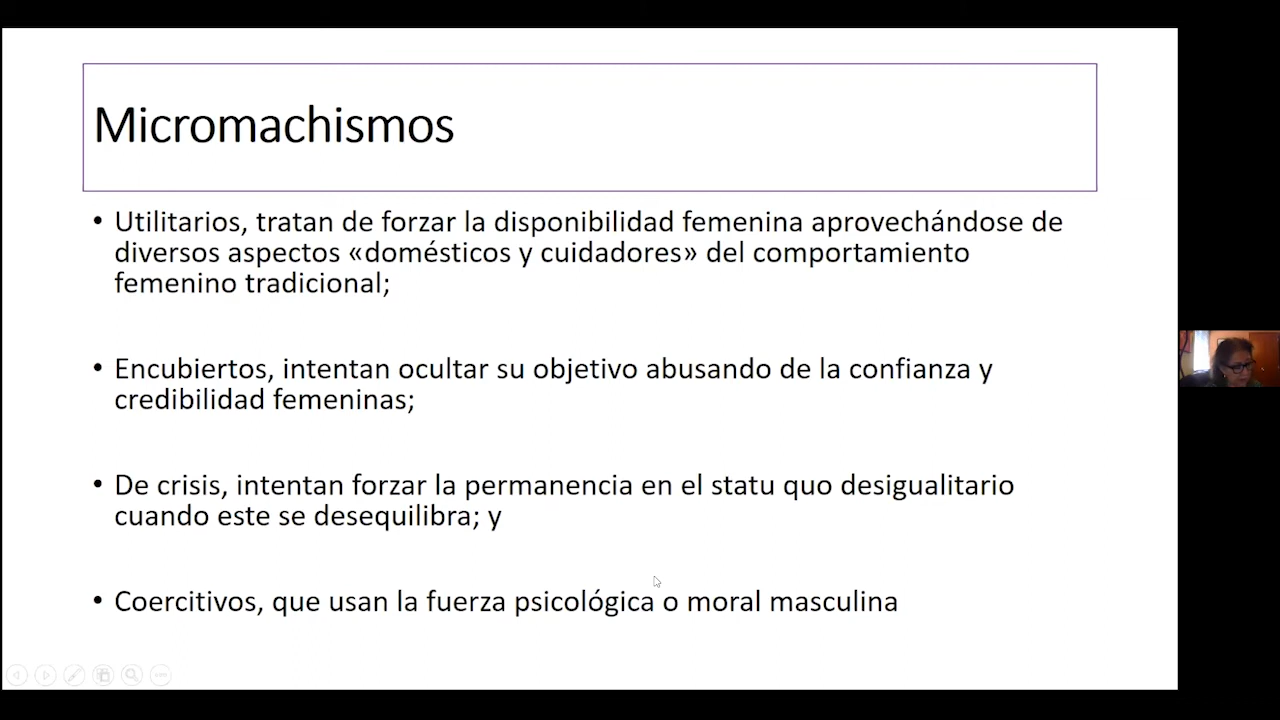 Micromachismos
• Utilitarios, tratan de forzar la disponibilidad femenina aprovechándose de
diversos aspectos «domésticos y cuidadores» del comportamiento
femenino tradicional;
• Encubiertos, intentan ocultar su objetivo abusando de la confianza y
credibilidad femeninas;
• De crisis, intentan forzar la permanencia en el statu quo desigualitario
cuando este se desequilibra; y
• Coercitivos, que usan la fuerza psicológica o moral masculina